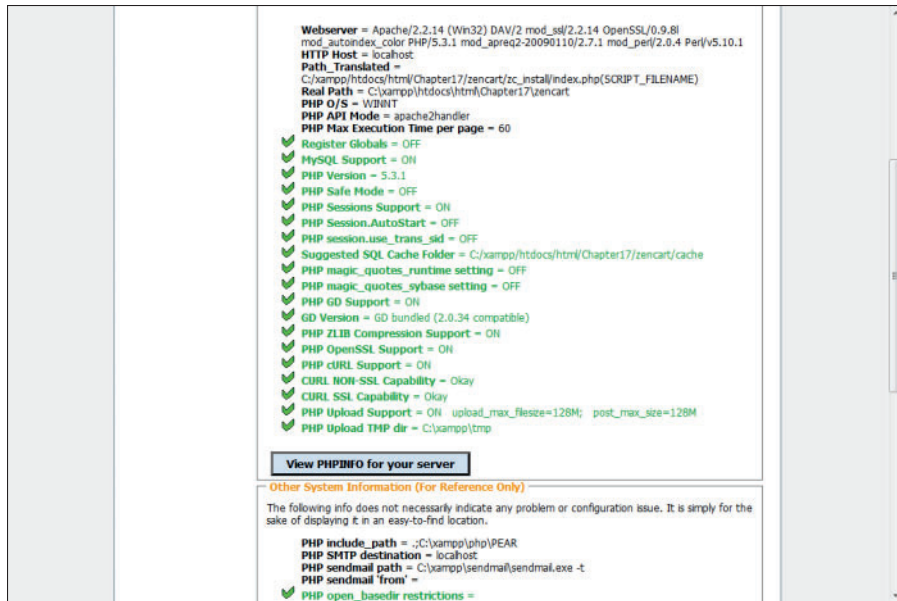 Webserver = Apache/2.2.14 (Win32) DAV/2 mod_ssl/2.2.14 OpenSSL/0.9.8l
mod_autoindex_color PHP/5.3.1 mod_apreq2-20090110/2.7.1 mod_perl/2.0.4 Perl/v5.10.1
HTTP Host = localhost
Path_Translated =
C:/xampp/htdocs/html/Chapter17/zencart/zc_install/index.php(SCRIPT_FILENAME)
Real Path = C:\xampp\htdocs\html\Chapter17\zencart
PHP O/S = WINNT
PHP API Mode = apache2handler
PHP Max Execution Time per page = 60
Register Globals = OFF
MySQL Support = ON
PHP Version = 5.3.1
PHP Safe Mode = OFF
PHP Sessions Support = ON
PHP Session.AutoStart = OFF
PHP session.use_trans_sid = OFF
Suggested SQL Cache Folder = C:/xampp/htdocs/html/Chapter17/zencart/cache
PHP magic_quotes_runtime setting = OFF
PHP magic_quotes_sybase setting = OFF
PHP GD Support = ON
GD Version = GD bundled (2.0.34 compatible)
PHP ZLIB Compression Support = ON
PHP OpenSSL Support = ON
PHP cURL Support = ON
CURL NON-SSL Capability = Okay
CURL SSL Capability = Okay
PHP Upload Support = ON upload_max_filesize=128M; post_max_size=128M
PHP Upload TMP dir = C:\xampp\tmp
View PHPINFO for your server
Other System Information (For Reference Only)
The following info does not necessarily indicate any problem or configuration issue. It is simply for the
sake of displaying it in an easy-to-find location.
PHP include_path = .;C:\xampp\php\PEAR
PHP SMTP destination = localhost
PHP sendmail path = C:\xampp\sendmail\sendmail.exe -t
PHP sendmail 'from' =
PHP open_basedir restrictions =